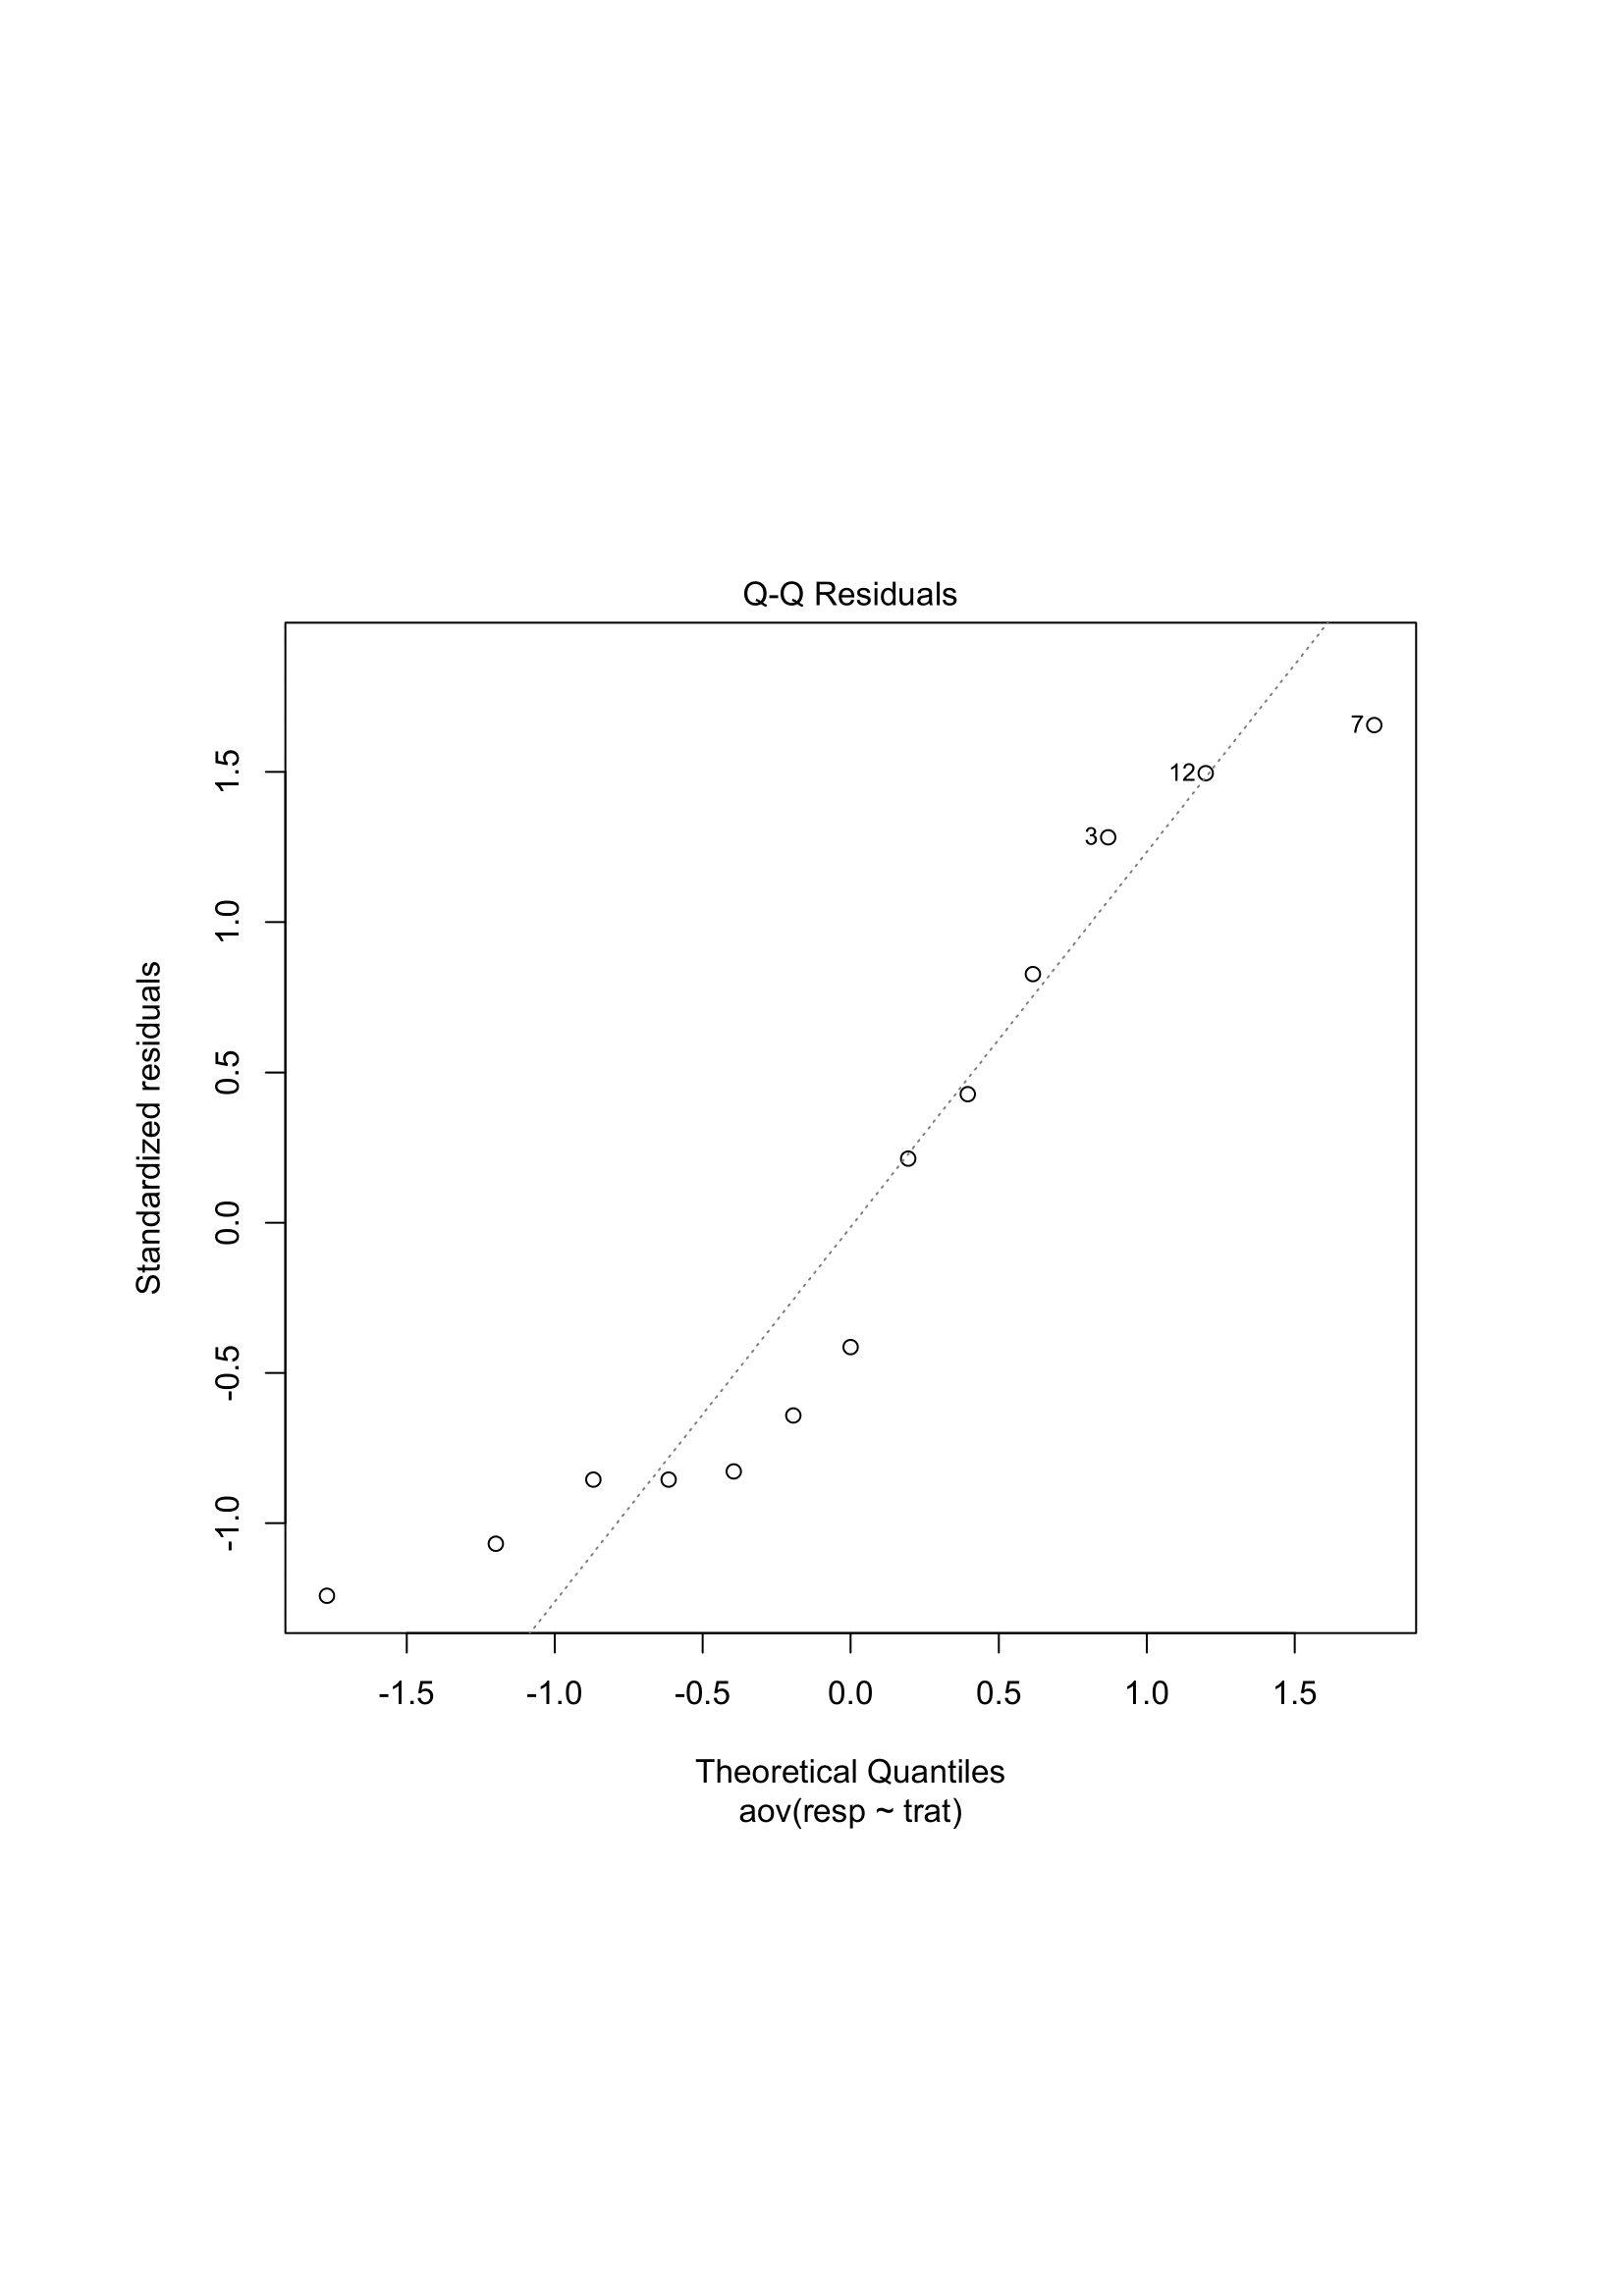 Q-Q Residuals
7
12
3
1.5
1.0
0.5
0.0
-0.5
-1.0
Standardized residuals
-1.5 -1.0 -0.5 0.0 0.5 1.0 1.5
Theoretical Quantiles
aov(resp ~ trat)